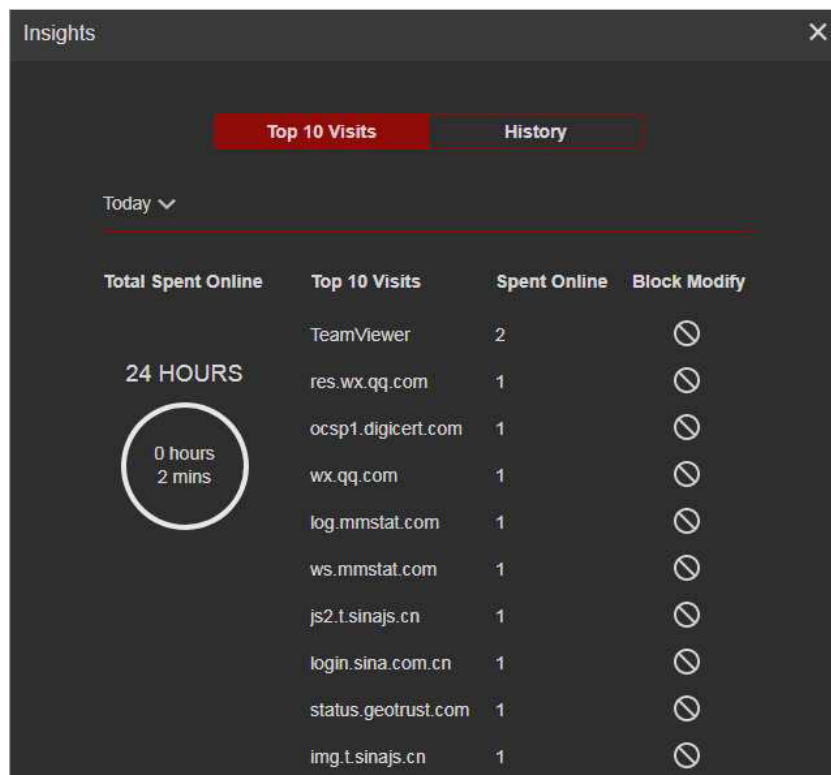 Insights
Top 10 Visits History
Today
Total Spent Online Top 10 Visits Spent Online Block Modify
TeamViewer 2
24 HOURS
res.wx.qq.com 1
ocsp1.digicert.com 1
0 hours
2 mins
wx.qq.com 1
log.mmstat.com 1
ws.mmstat.com 1
js2.t.sinajs.cn 1
login.sina.com.cn 1
status.geotrust.com 1
img.t.sinajs.cn 1